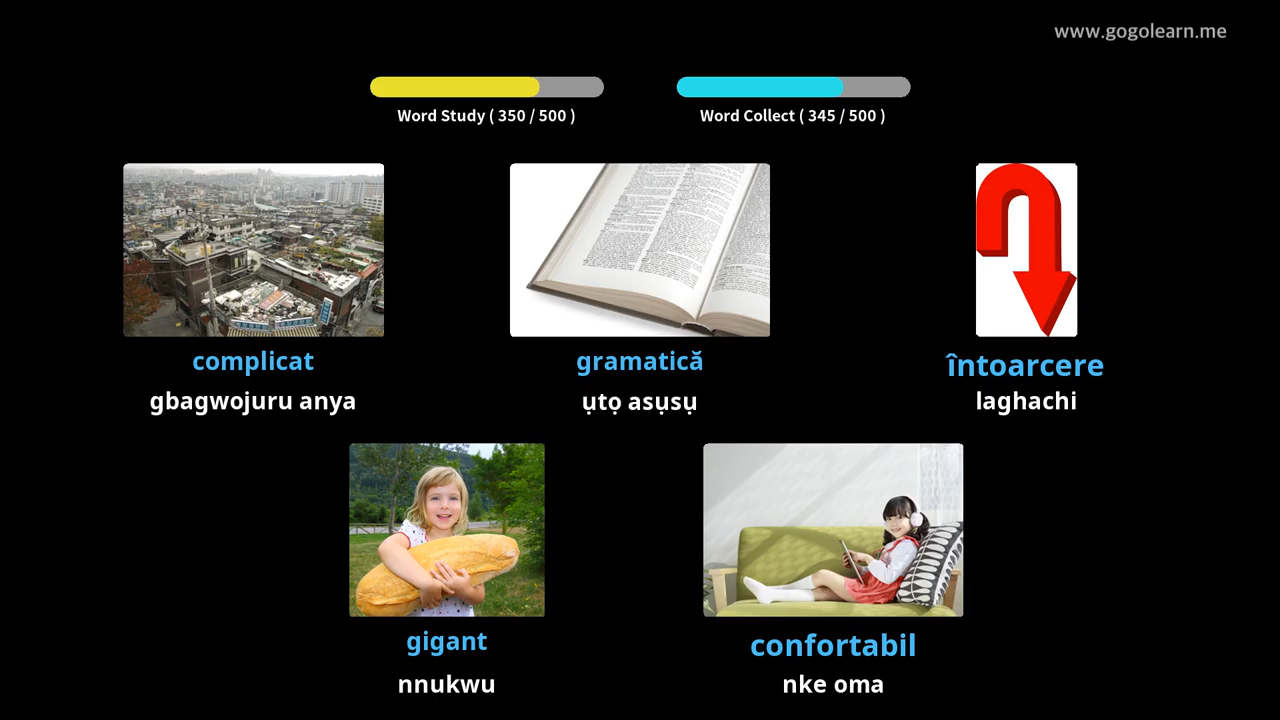 www.gogolearn.me
Word Study ( 350 / 500 )
Word Collect ( 345 / 500 )
complicat
gbagwojuru anya
gramatică
ụtọ asụsụ
întoarcere
laghachi
gigant
nnukwu
confortabil
nke oma